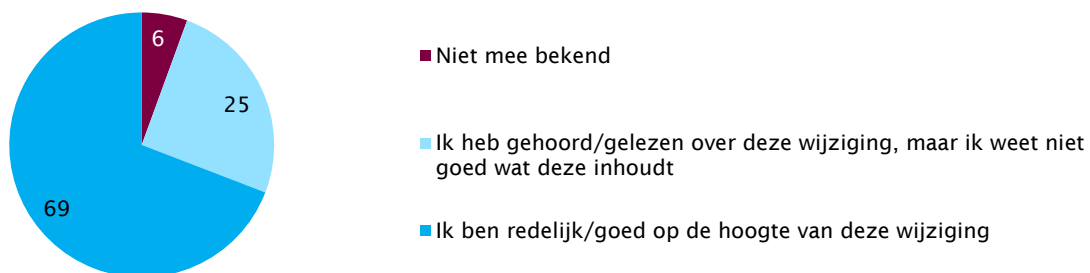 6
25
69
Niet mee bekend
Ik heb gehoord/gelezen over deze wijziging, maar ik weet niet
goed wat deze inhoudt
Ik ben redelijk/goed op de hoogte van deze wijziging